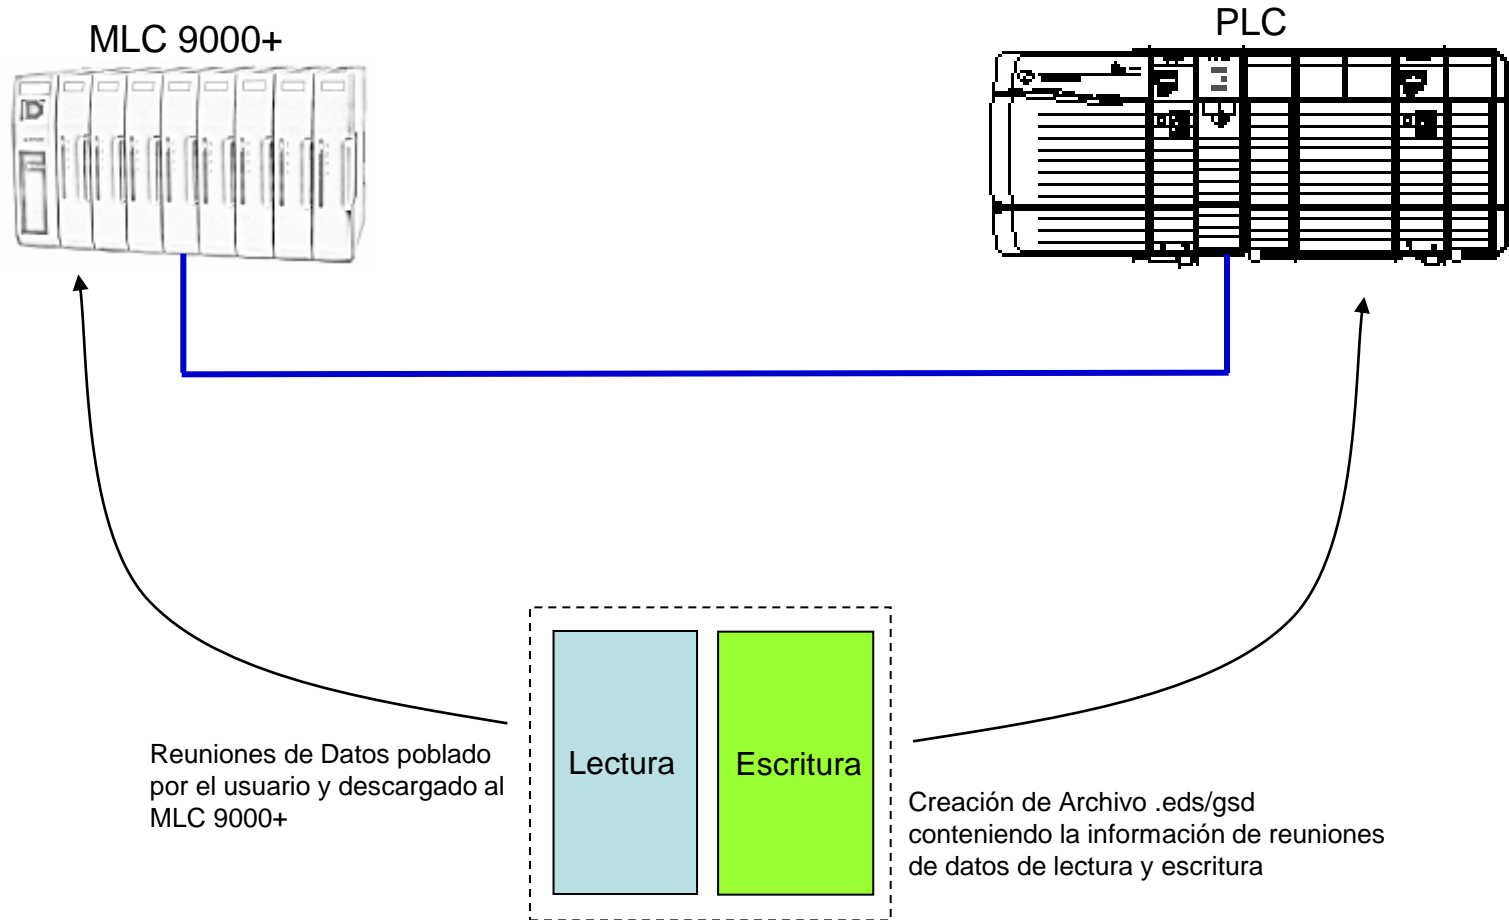 MLC 9000+
PLC
Lectura
Escritura
Reuniones de Datos poblado
por el usuario y descargado al
MLC 9000+
Creación de Archivo .eds/gsd
conteniendo la información de reuniones
de datos de lectura y escritura